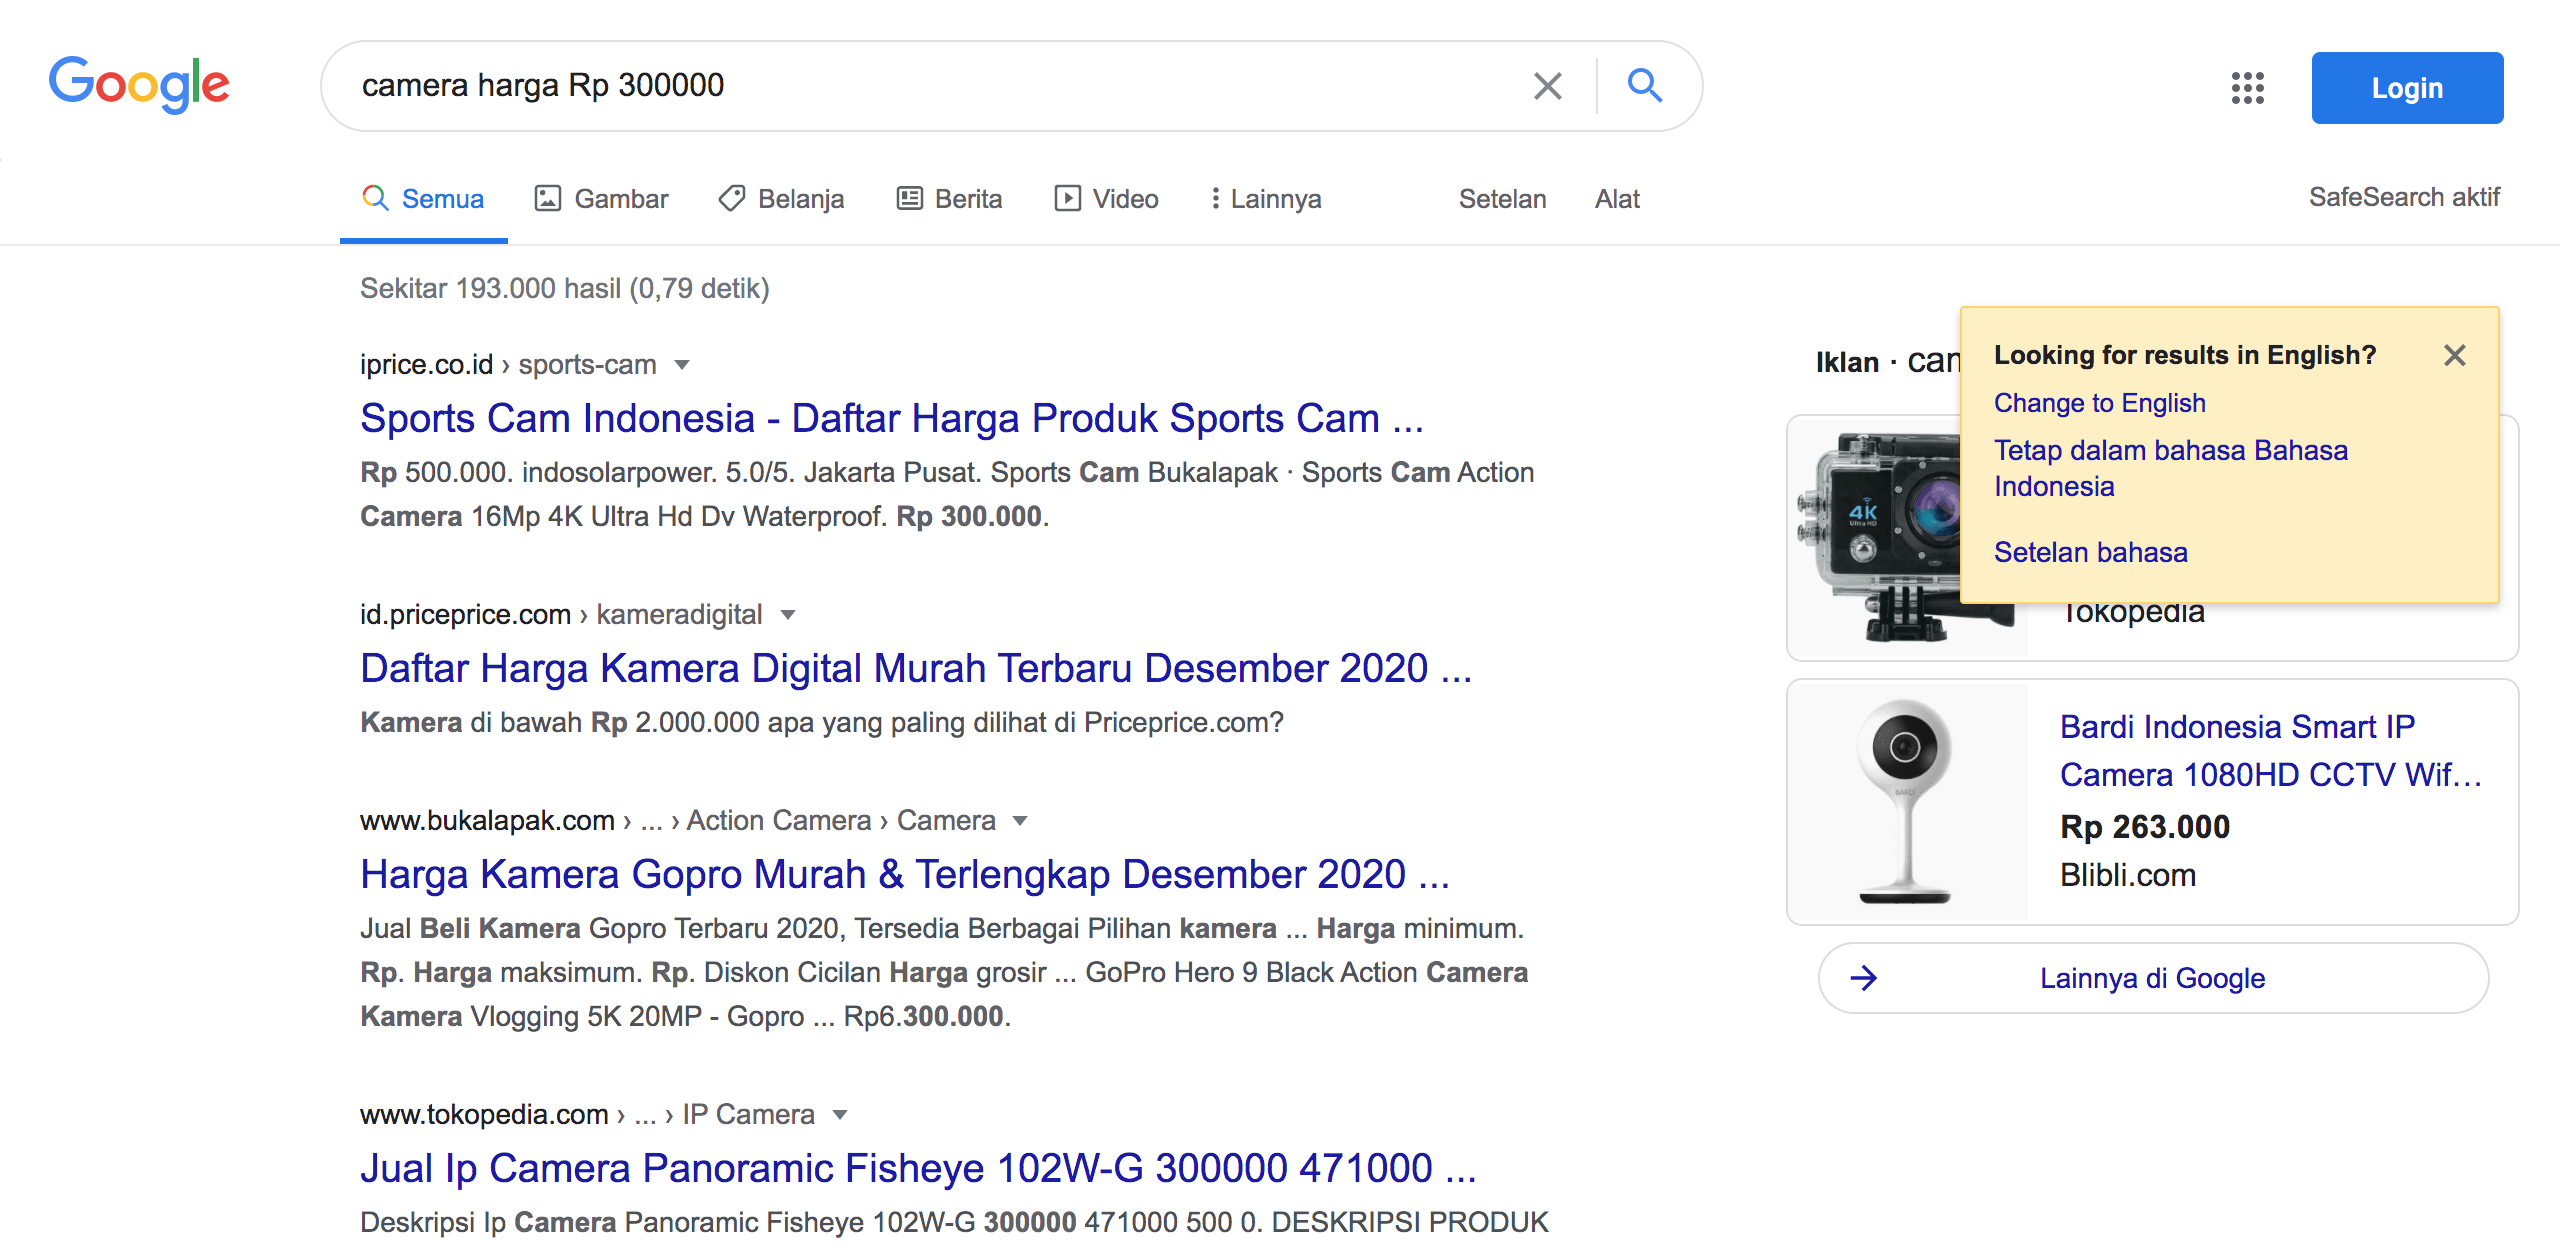 Google
camera harga Rp 300000
Login
Semua
Gambar
Belanja
Berita
Video
Lainnya
Setelan
Alat
SafeSearch aktif
Sekitar 193.000 hasil (0,79 detik)
iprice.co.id › sports-cam
Sports Cam Indonesia - Daftar Harga Produk Sports Cam ...
Rp 500.000. indosolarpower. 5.0/5. Jakarta Pusat. Sports Cam Bukalapak · Sports Cam Action
Camera 16Mp 4K Ultra Hd Dv Waterproof. Rp 300.000.
id.priceprice.com › kameradigital
Daftar Harga Kamera Digital Murah Terbaru Desember 2020 ...
Kamera di bawah Rp 2.000.000 apa yang paling dilihat di Priceprice.com?
www.bukalapak.com › ... › Action Camera › Camera
Harga Kamera Gopro Murah & Terlengkap Desember 2020 ...
Jual Beli Kamera Gopro Terbaru 2020, Tersedia Berbagai Pilihan kamera ... Harga minimum.
Rp. Harga maksimum. Rp. Diskon Cicilan Harga grosir ... GoPro Hero 9 Black Action Camera
Kamera Vlogging 5K 20MP - Gopro ... Rp6.300.000.
www.tokopedia.com › ... › IP Camera
Jual Ip Camera Panoramic Fisheye 102W-G 300000 471000 ...
Deskripsi Ip Camera Panoramic Fisheye 102W-G 300000 471000 500 0. DESKRIPSI PRODUK
Iklan ·
Looking for results in English?
Change to English
Tetap dalam bahasa Bahasa
Indonesia
Setelan bahasa
4K
Ultra HD
Tokopedia
BARDI
Bardi Indonesia Smart IP
Camera 1080HD CCTV Wif...
Rp 263.000
Blibli.com
Lainnya di Google